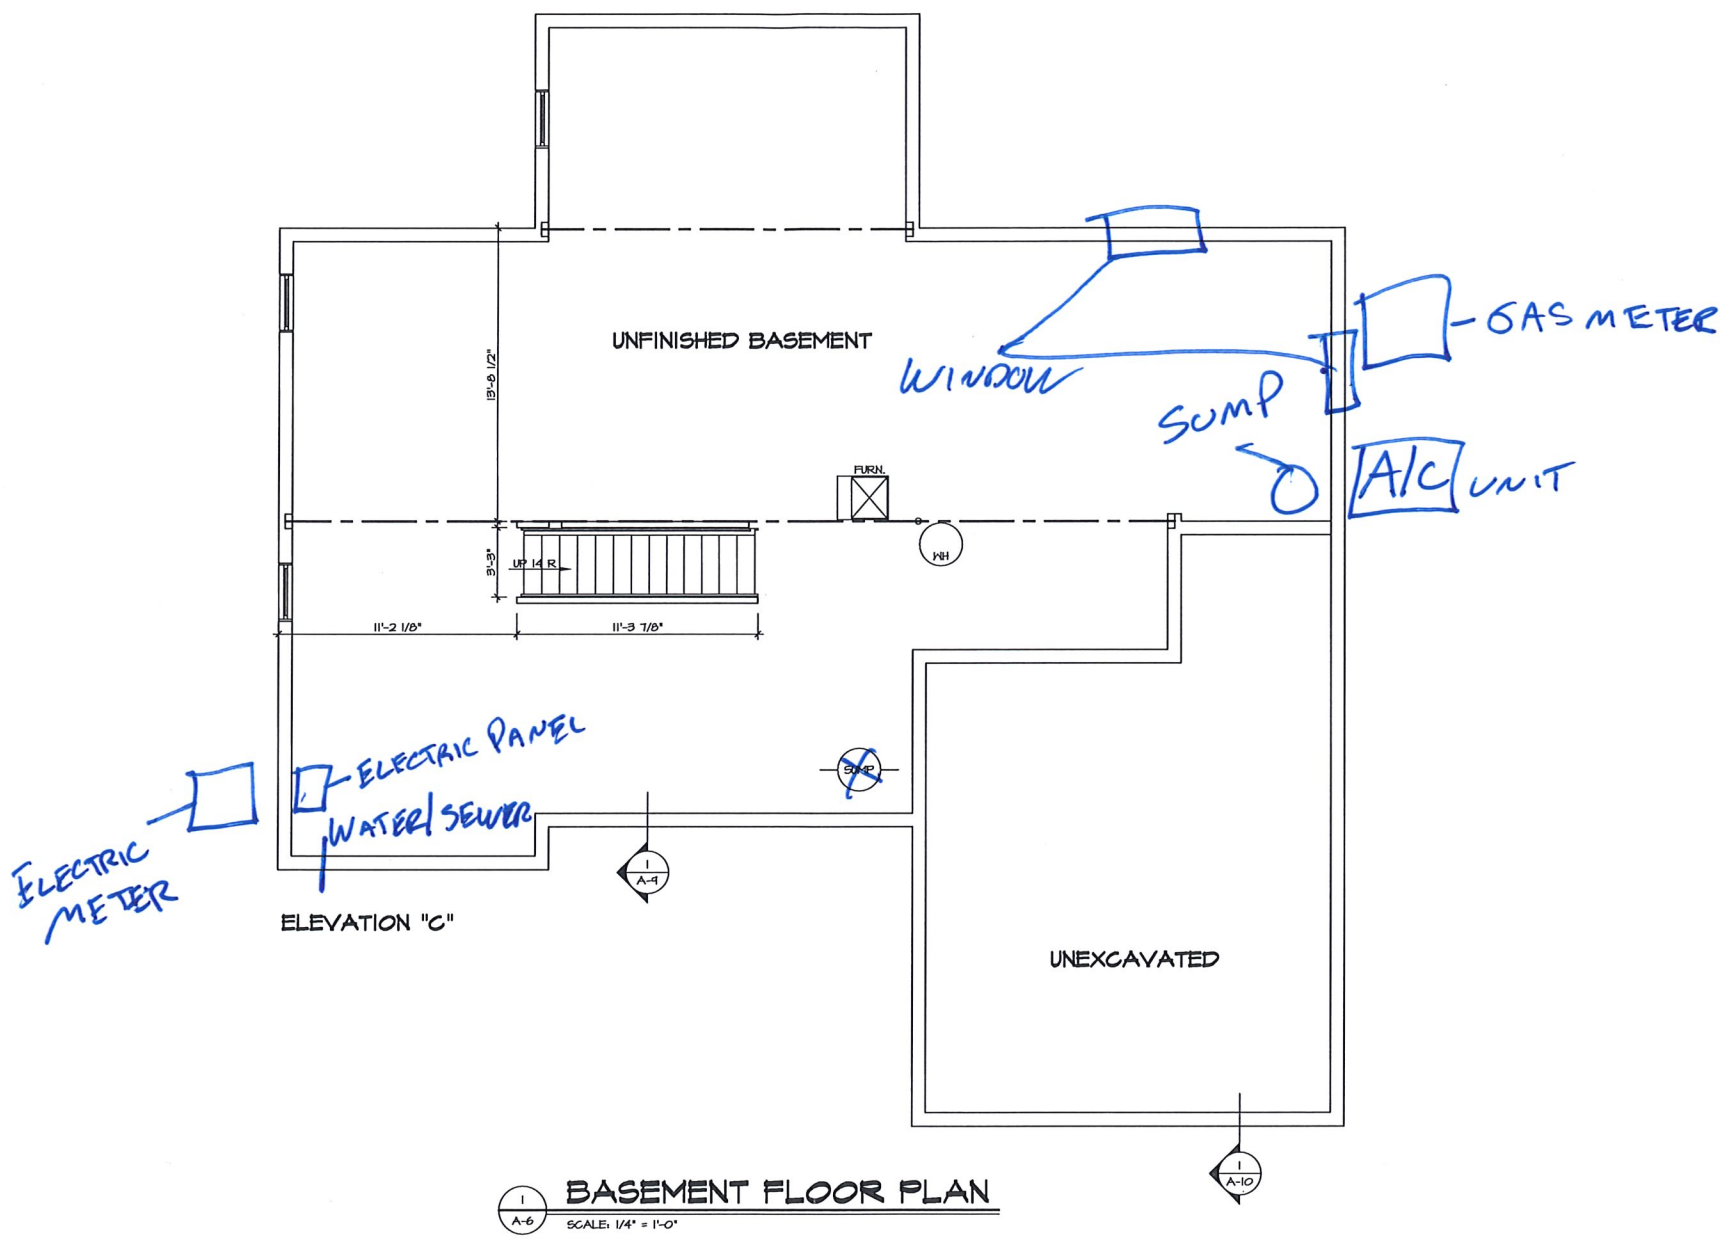 UNFINISHED BASEMENT
13'-8 1/2"
WINDOW
GAS METER
SUMP
A/C UNIT
FURN.
WH
3'-3"
UP 14 R
11'-2 1/8"
11'-3 7/8"
ELECTRIC PANEL
SUMP
WATER/SEWER
ELECTRIC
METER
1
A-9
ELEVATION "C"
UNEXCAVATED
1
A-10
1
A-6
BASEMENT FLOOR PLAN
SCALE: 1/4" = 1'-0"